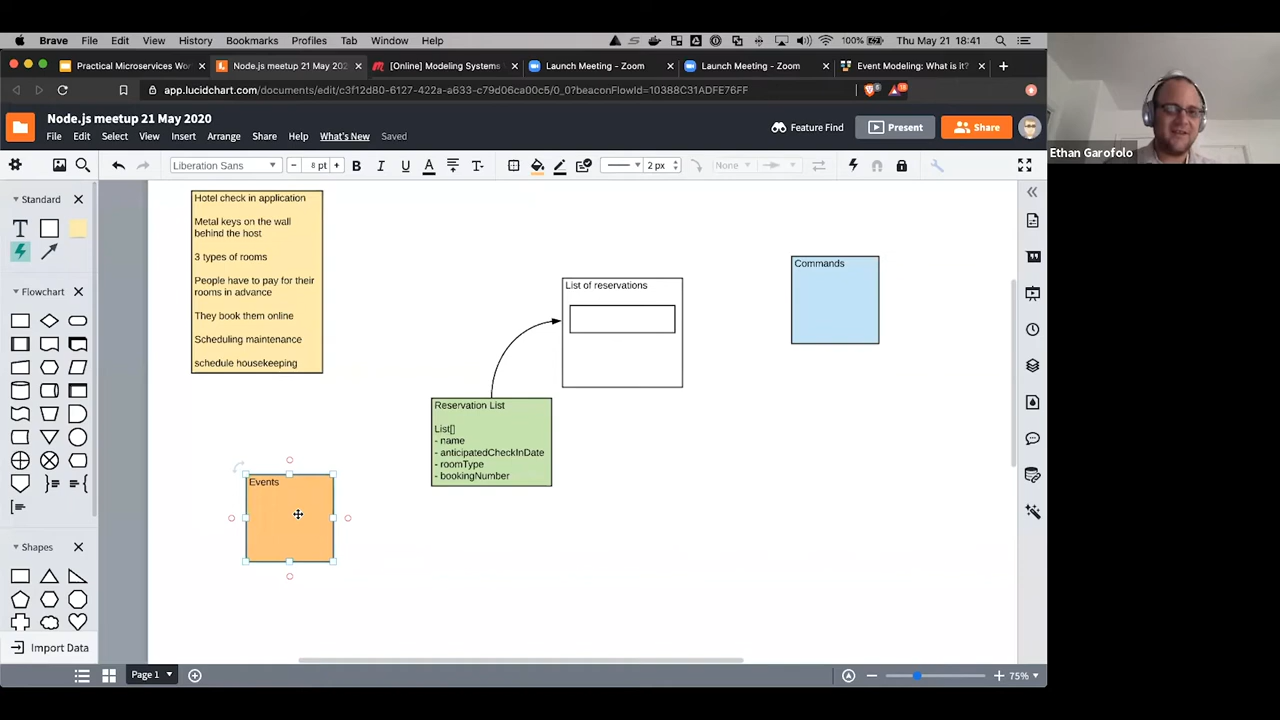 Brave File Edit View History Bookmarks Profiles Tab Window Help 100% Thu May 21 18:41
Practical Microservices Wo
Node.js meetup 21 May 202
[Online] Modeling Systems
Launch Meeting - Zoom
Launch Meeting - Zoom
Event Modeling: What is it?
app.lucidchart.com/documents/edit/c3f12d80-6127-422a-a633-c79d06ca00c5/0_0?beaconFlowId=10388C31ADFE76FF
Node.js meetup 21 May 2020
File Edit Select View Insert Arrange Share Help What's New Saved
Feature Find
Present
Share
Liberation Sans
8 pt
2 px
None
Standard
Flowchart
Shapes
Import Data
Hotel check in application
Metal keys on the wall
behind the host
3 types of rooms
People have to pay for their
rooms in advance
They book them online
Scheduling maintenance
schedule housekeeping
List of reservations
Commands
Reservation List
List[]
- name
- anticipatedCheckInDate
- roomType
- bookingNumber
Events
Page 1
75%
Ethan Garofolo